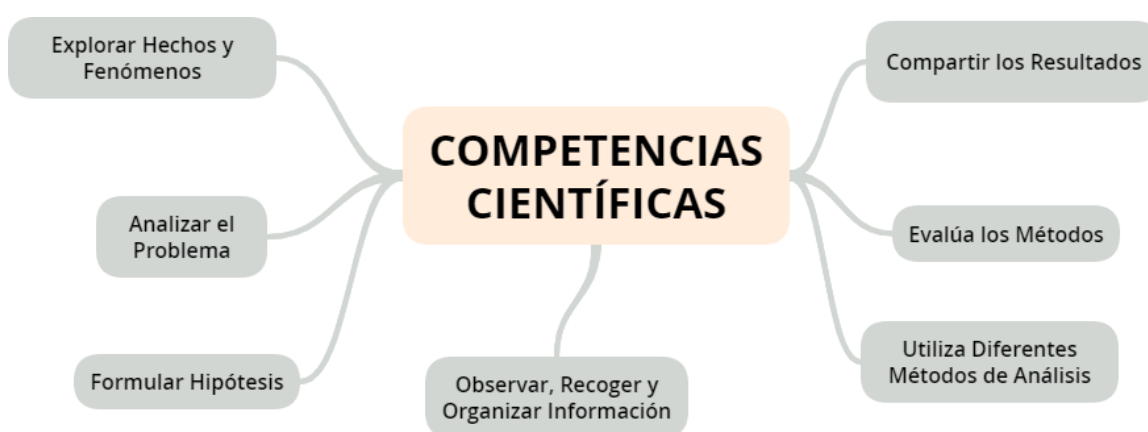 Explorar Hechos y
Fenómenos
Compartir los Resultados
COMPETENCIAS
CIENTÍFICAS
Analizar el
Problema
Evalúa los Métodos
Formular Hipótesis
Observar, Recoger y
Organizar Información
Utiliza Diferentes
Métodos de Análisis